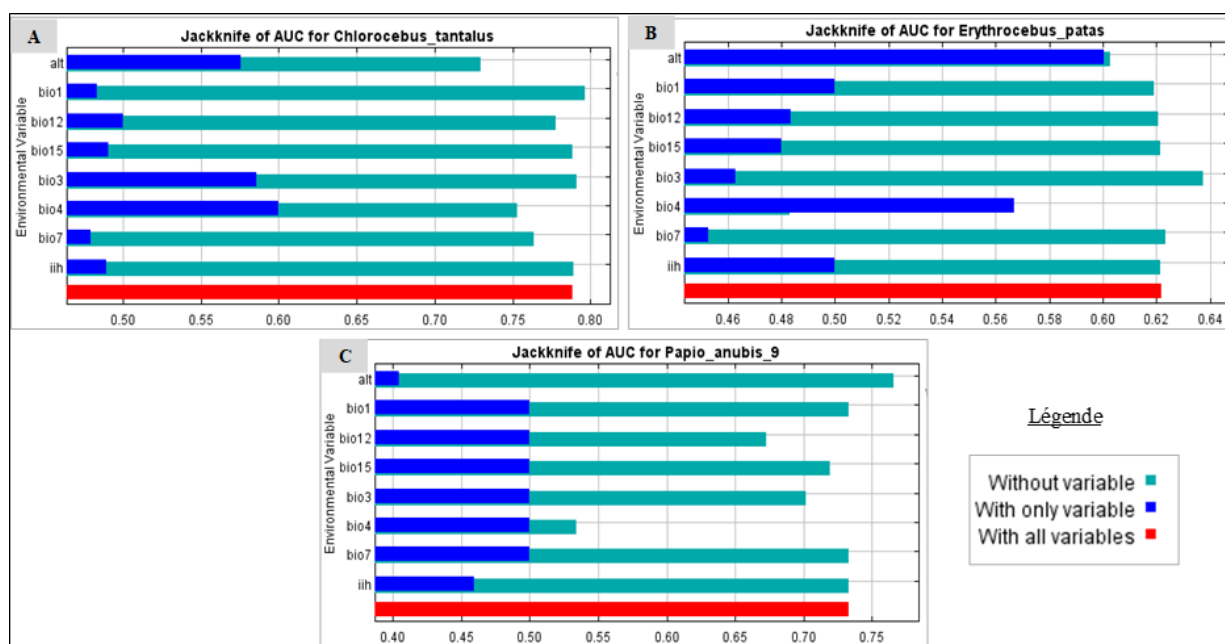 A
Jackknife of AUC for Chlorocebus_tantalus
Environmental Variable
alt
bio1
bio12
bio15
bio3
bio4
bio7
iih
0.50 0.55 0.60 0.65 0.70 0.75 0.80
B
Jackknife of AUC for Erythrocebus_patas
Environmental Variable
alt
bio1
bio12
bio15
bio3
bio4
bio7
iih
0.46 0.48 0.50 0.52 0.54 0.56 0.58 0.60 0.62 0.64
C
Jackknife of AUC for Papio_anubis_9
Environmental Variable
alt
bio1
bio12
bio15
bio3
bio4
bio7
iih
0.40 0.45 0.50 0.55 0.60 0.65 0.70 0.75
Légende
Without variable
With only variable
With all variables